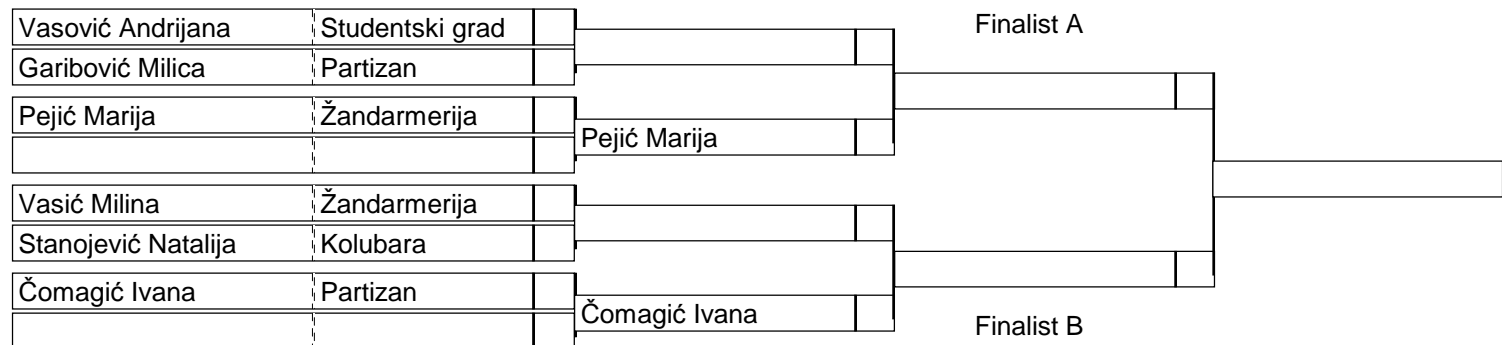 Finalist A
Vasović Andrijana Studentski grad
Garibović Milica Partizan
Pejić Marija Žandarmerija
Pejić Marija
Vasić Milina Žandarmerija
Stanojević Natalija Kolubara
Čomagić Ivana Partizan
Čomagić Ivana
Finalist B